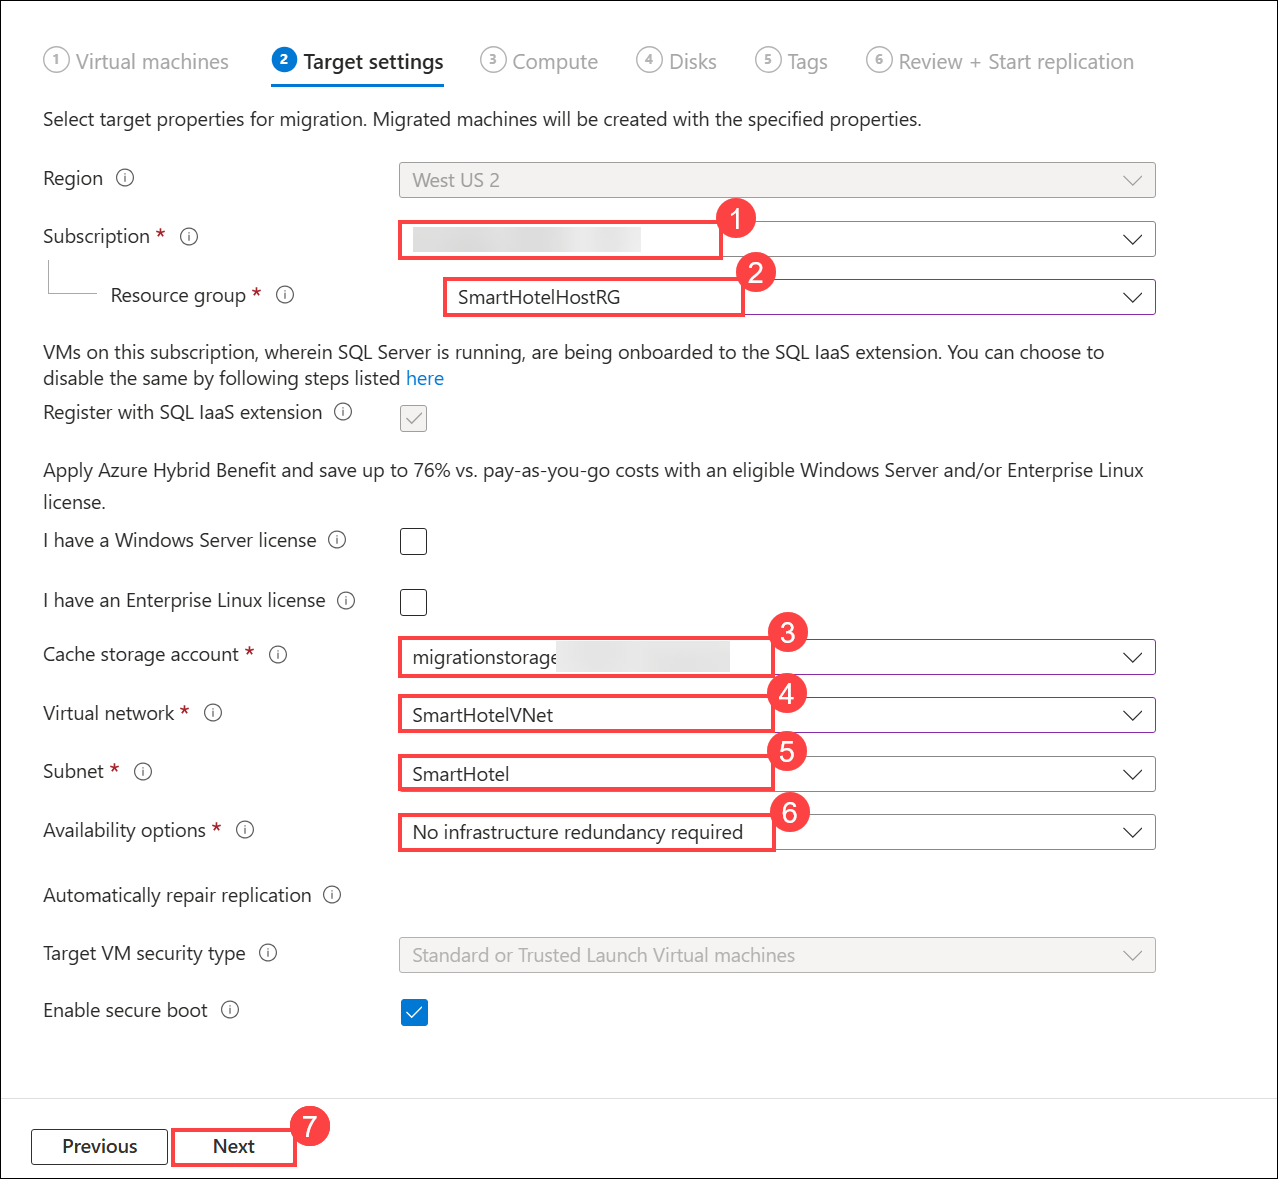 1 Virtual machines 2 Target settings 3 Compute 4 Disks 5 Tags 6 Review + Start replication
Select target properties for migration. Migrated machines will be created with the specified properties.
Region West US 2
1
Subscription *
2
Resource group * SmartHotelHostRG
VMs on this subscription, wherein SQL Server is running, are being onboarded to the SQL IaaS extension. You can choose to
disable the same by following steps listed here
Register with SQL IaaS extension
Apply Azure Hybrid Benefit and save up to 76% vs. pay-as-you-go costs with an eligible Windows Server and/or Enterprise Linux
license.
I have a Windows Server license
I have an Enterprise Linux license
3
Cache storage account * migrationstorage
4
Virtual network * SmartHotelVNet
5
Subnet * SmartHotel
6
Availability options * No infrastructure redundancy required
Automatically repair replication
Target VM security type Standard or Trusted Launch Virtual machines
Enable secure boot
7
Previous Next